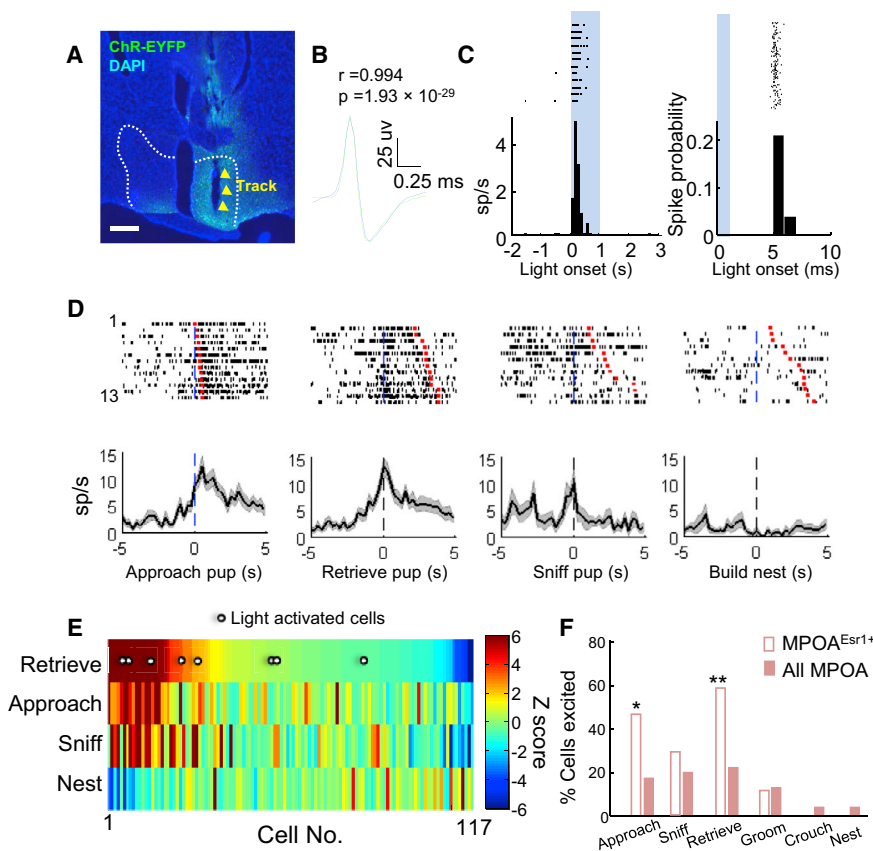 A
ChR-EYFP
DAPI
Track
B
r =0.994
p =1.93 × 10-29
25 uv
0.25 ms
C
sp/s
4
2
0
-2 -1 0 1 2 3
Light onset (s)
Spike probability
0.2
0.1
0
0 5 10
Light onset (ms)
D
1
13
sp/s
15
10
5
0
-5 0 5
Approach pup (s)
15
10
5
0
-5 0 5
Retrieve pup (s)
15
10
5
0
-5 0 5
Sniff pup (s)
15
10
5
0
-5 0 5
Build nest (s)
E
Light activated cells
Retrieve
Approach
Sniff
Nest
1 117
Cell No.
6
4
2
0
-2
-4
-6
Z score
F
% Cells excited
80
60
40
20
0
MPOAEsr1+
All MPOA
*
**
Approach
Sniff
Retrieve
Groom
Crouch
Nest